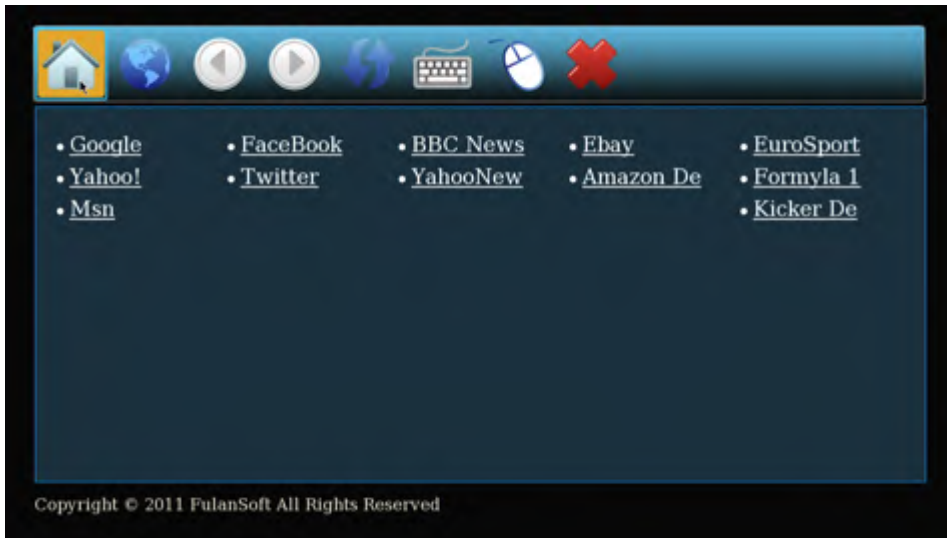 Google FaceBook BBC News Ebay EuroSport
Yahoo! Twitter YahooNew Amazon De Formyla 1
Msn Kicker De
Copyright © 2011 FulanSoft All Rights Reserved